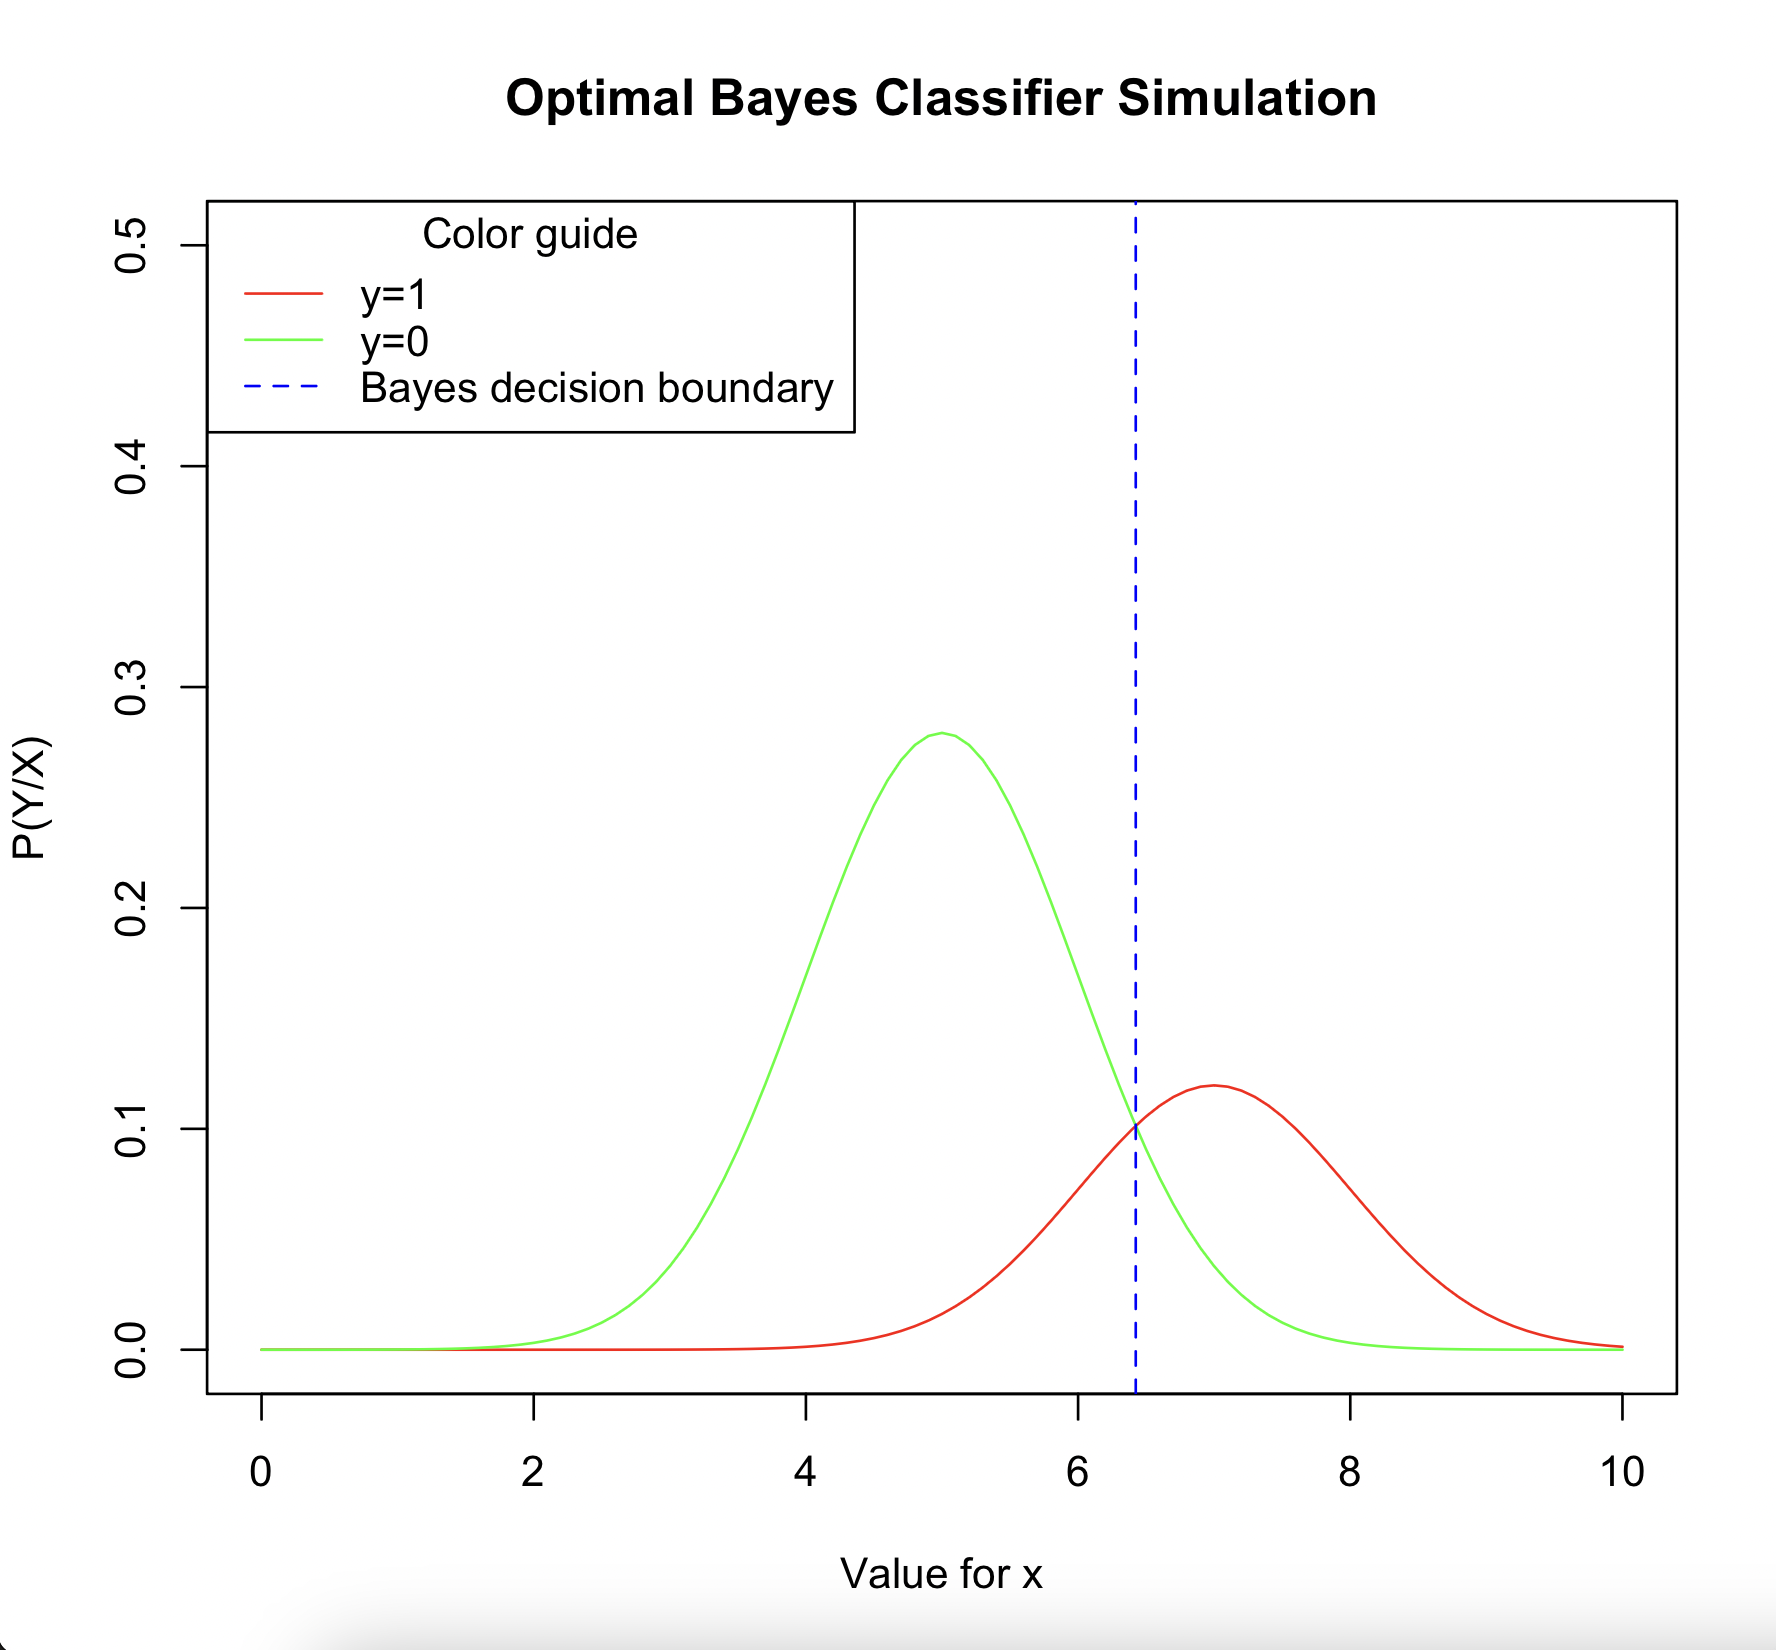 Optimal Bayes Classifier Simulation
Color guide
y=1
y=0
Bayes decision boundary
P(Y/X)
0.5
0.4
0.3
0.2
0.1
0.0
0 2 4 6 8 10
Value for x